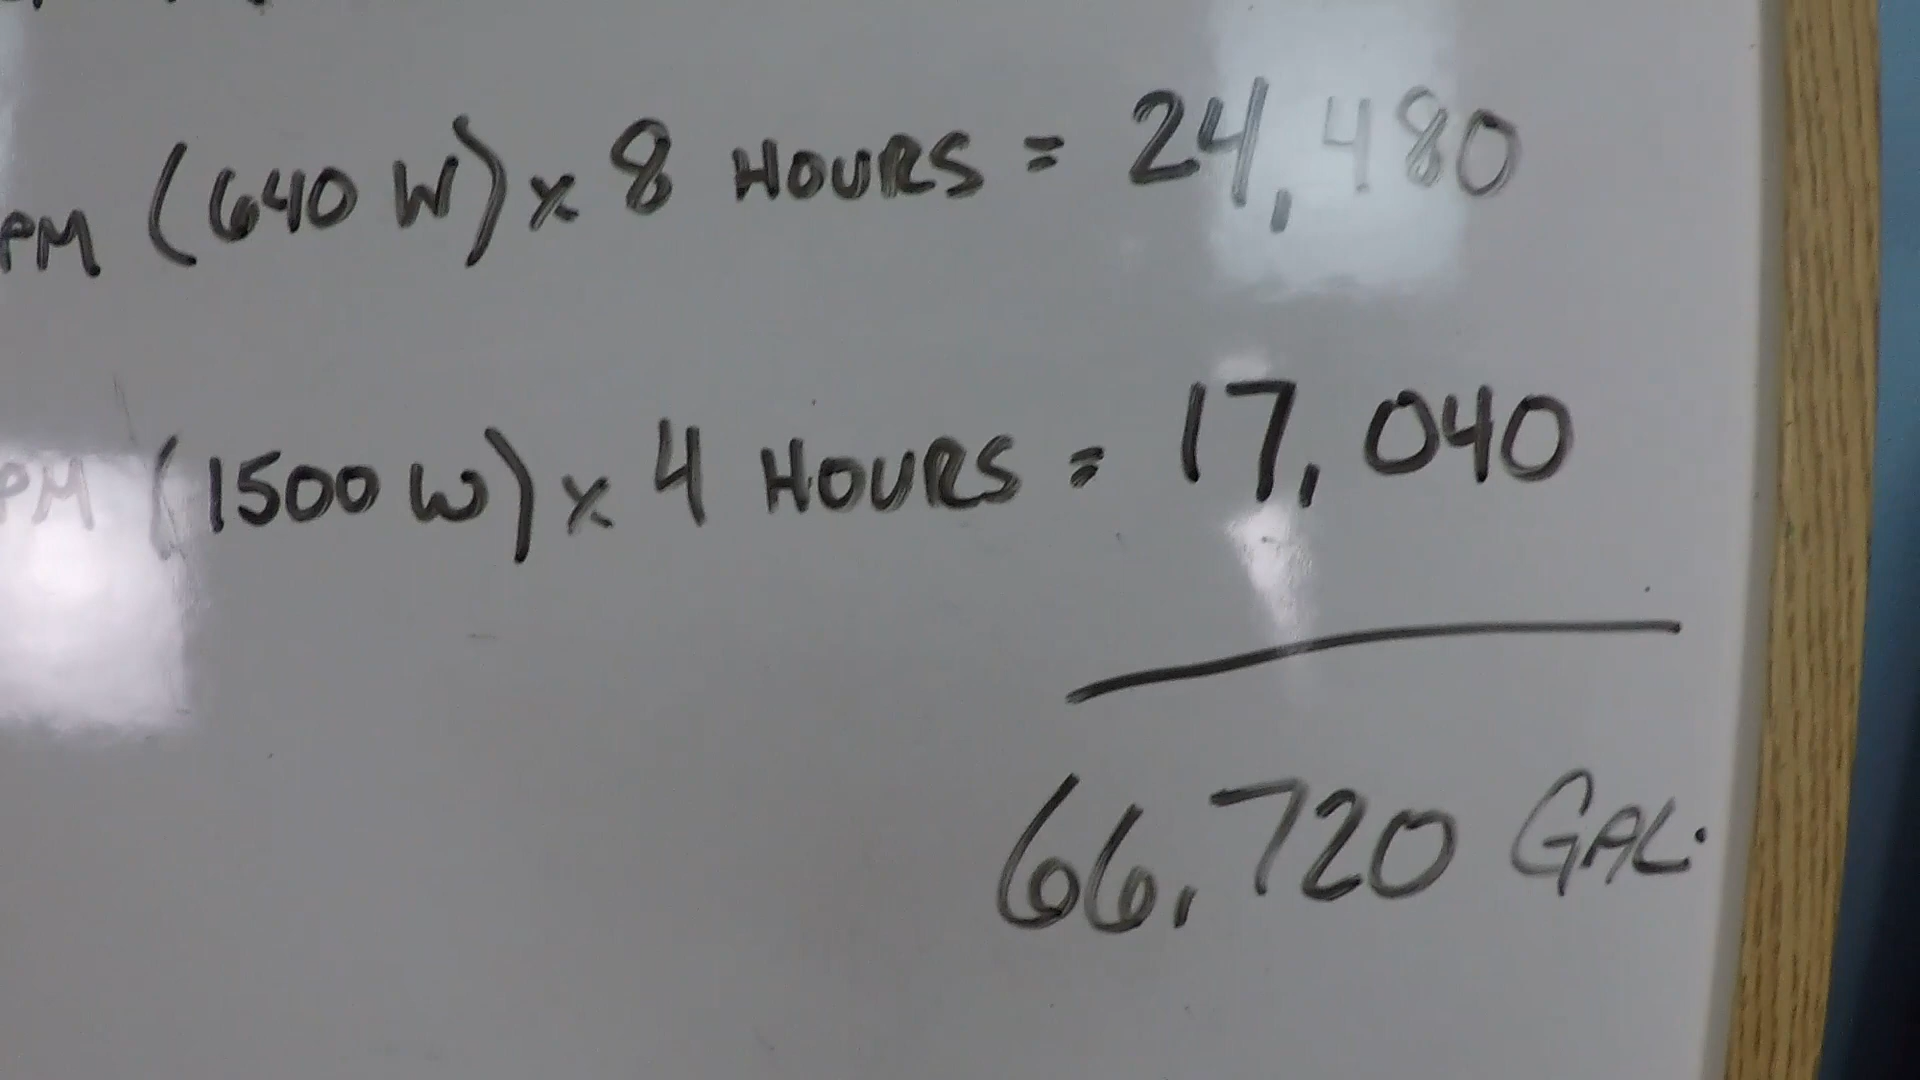 PM (640 W) x 8 HOURS = 24,480
PM (1500 W) x 4 HOURS = 17,040
66,720 GAL.